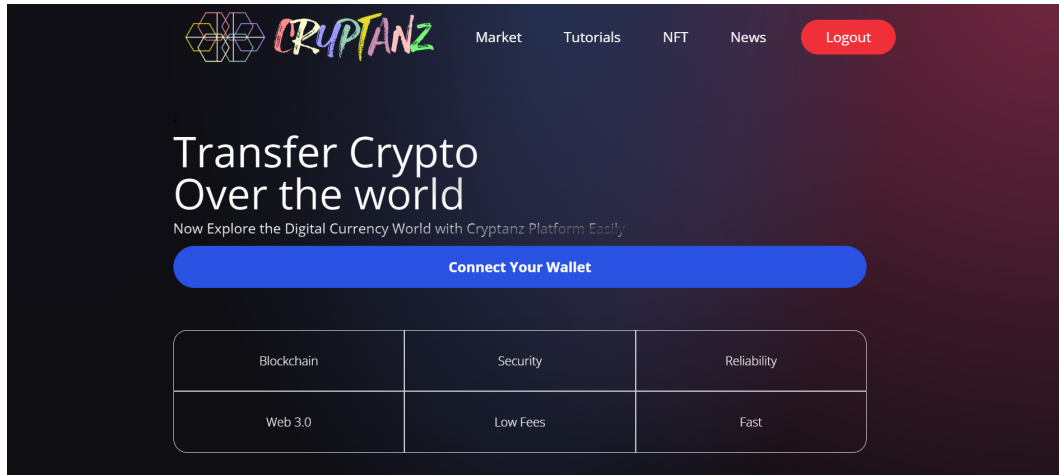 CRYPTANZ
Market
Tutorials
NFT
News
Logout
Transfer Crypto
Over the world
Now Explore the Digital Currency World with Cryptanz Platform Easily
Connect Your Wallet
Blockchain
Security
Reliability
Web 3.0
Low Fees
Fast